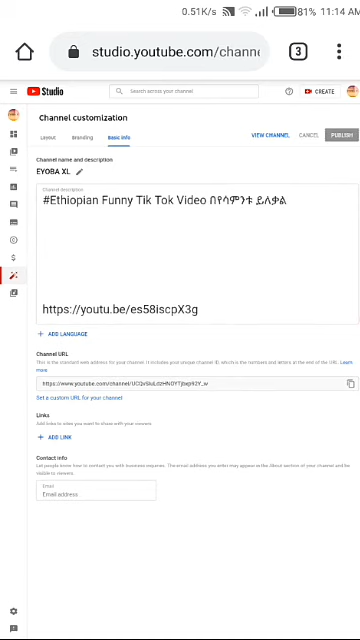 0.51K/s 81% 11:14 AM
studio.youtube.com/channe
3
Studio
Search across your channel
CREATE
Channel customization
Layout Branding Basic info
VIEW CHANNEL CANCEL PUBLISH
Channel name and description
EYOBA XL
Channel description
#Ethiopian Funny Tik Tok Video በየሳምንቱ ይለቃል
https://youtu.be/es58iscpX3g
ADD LANGUAGE
Channel URL
This is the standard web address for your channel. It includes your unique channel ID, which is the numbers and letters at the end of the URL. Learn
more
Set a custom URL for your channel
Links
Add links to sites you want to share with your viewers
ADD LINK
Contact info
Let people know how to contact you with business inquiries. The email address you enter may appear in the About section of your channel and be
visible to viewers.
Email
Email address